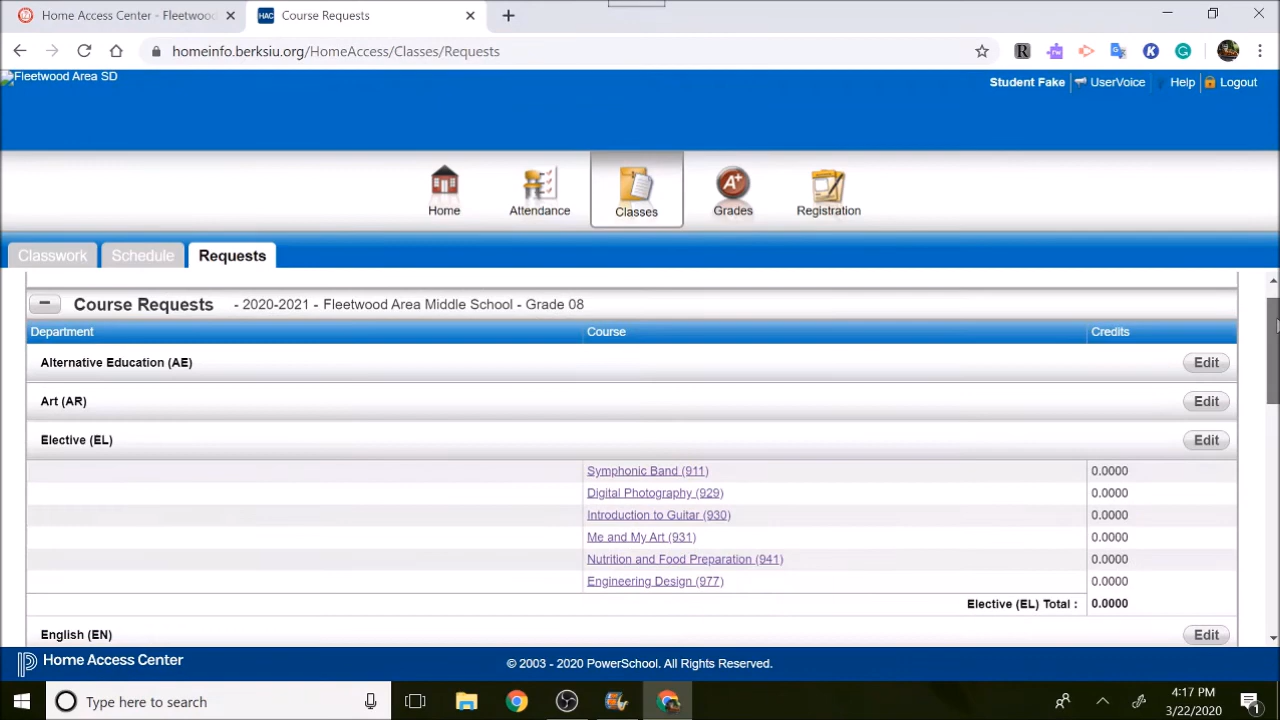 Home Access Center - Fleetwood
Course Requests
homeinfo.berksiu.org/HomeAccess/Classes/Requests
Fleetwood Area SD
Student Fake UserVoice Help Logout
Home Attendance Classes Grades Registration
Classwork Schedule Requests
Course Requests - 2020-2021 - Fleetwood Area Middle School - Grade 08
Department Course Credits
Alternative Education (AE) Edit
Art (AR) Edit
Elective (EL) Edit
Symphonic Band (911) 0.0000
Digital Photography (929) 0.0000
Introduction to Guitar (930) 0.0000
Me and My Art (931) 0.0000
Nutrition and Food Preparation (941) 0.0000
Engineering Design (977) 0.0000
Elective (EL) Total : 0.0000
English (EN) Edit
Home Access Center © 2003 - 2020 PowerSchool. All Rights Reserved.
Type here to search
4:17 PM
3/22/2020